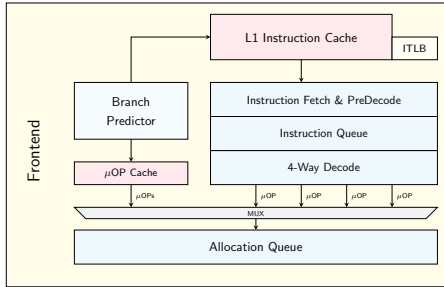 Frontend
L1 Instruction Cache
ITLB
Branch
Predictor
Instruction Fetch & PreDecode
Instruction Queue
μOP Cache
4-Way Decode
μOPs
μOP
μOP
μOP
μOP
MUX
Allocation Queue